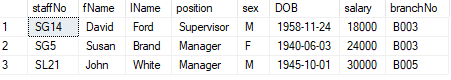 staffNo fName lName position sex DOB salary branchNo
1 SG14 David Ford Supervisor M 1958-11-24 18000 B003
2 SG5 Susan Brand Manager F 1940-06-03 24000 B003
3 SL21 John White Manager M 1945-10-01 30000 B005